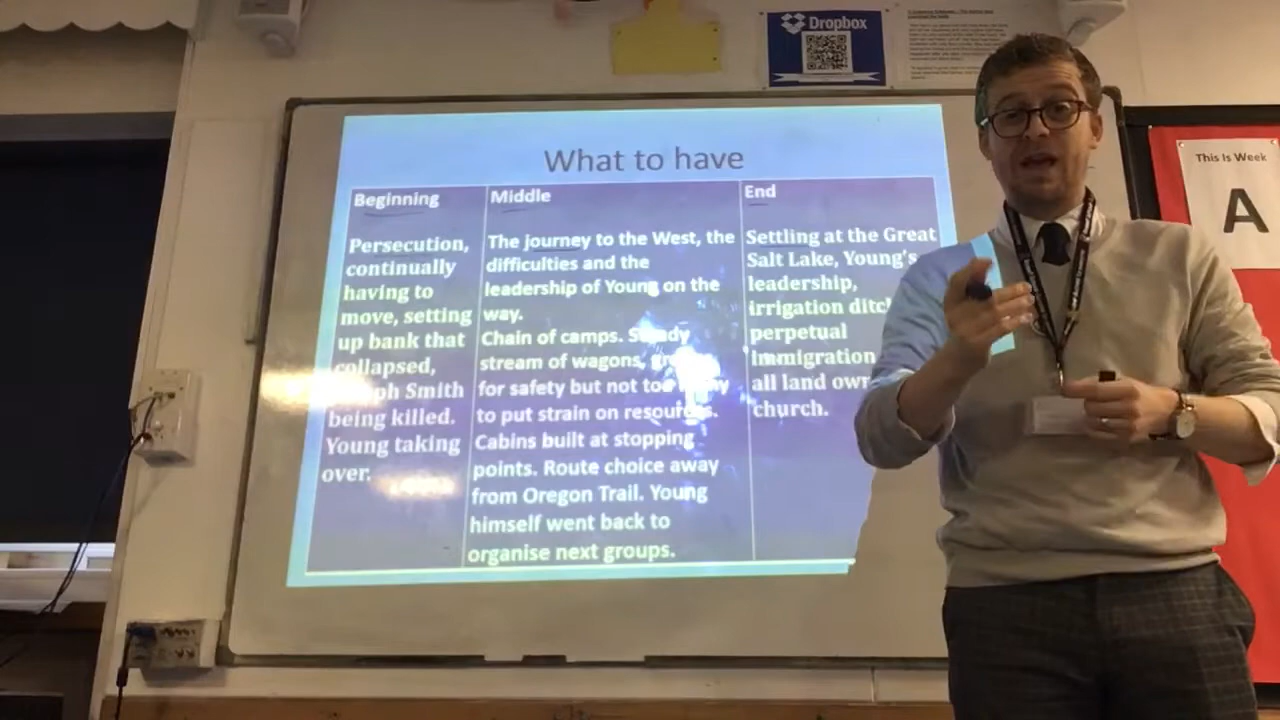 Dropbox
What to have
Beginning
Persecution,
continually
having to
move, setting
up bank that
collapsed,
Smith
being killed.
Young taking
over.
Middle
The journey to the West, the
difficulties and the
leadership of Young on the
way.
Chain of camps.
stream of wagons,
for safety but not too
to put strain on resources.
Cabins built at stopping
points. Route choice away
from Oregon Trail. Young
himself went back to
organise next groups.
End
Settling at the Great
Salt Lake, Young's
leadership,
irrigation
perpetual
immigration
all land
church.
This Is Week
A